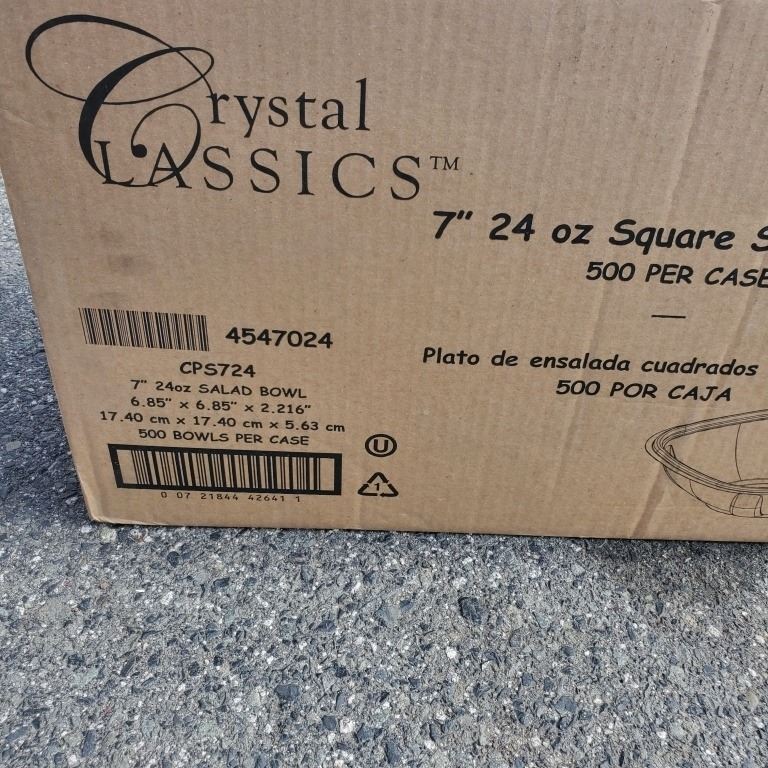 Crystal
CLASSICS™
7" 24 oz Square
500 PER CASE
Plato de ensalada cuadrados
500 POR CAJA
4547024
CPS724
7" 24oz SALAD BOWL
6.85" x 6.85" x 2.216"
17.40 cm x 17.40 cm x 5.63 cm
500 BOWLS PER CASE
U
1
0 07 21844 42641 1